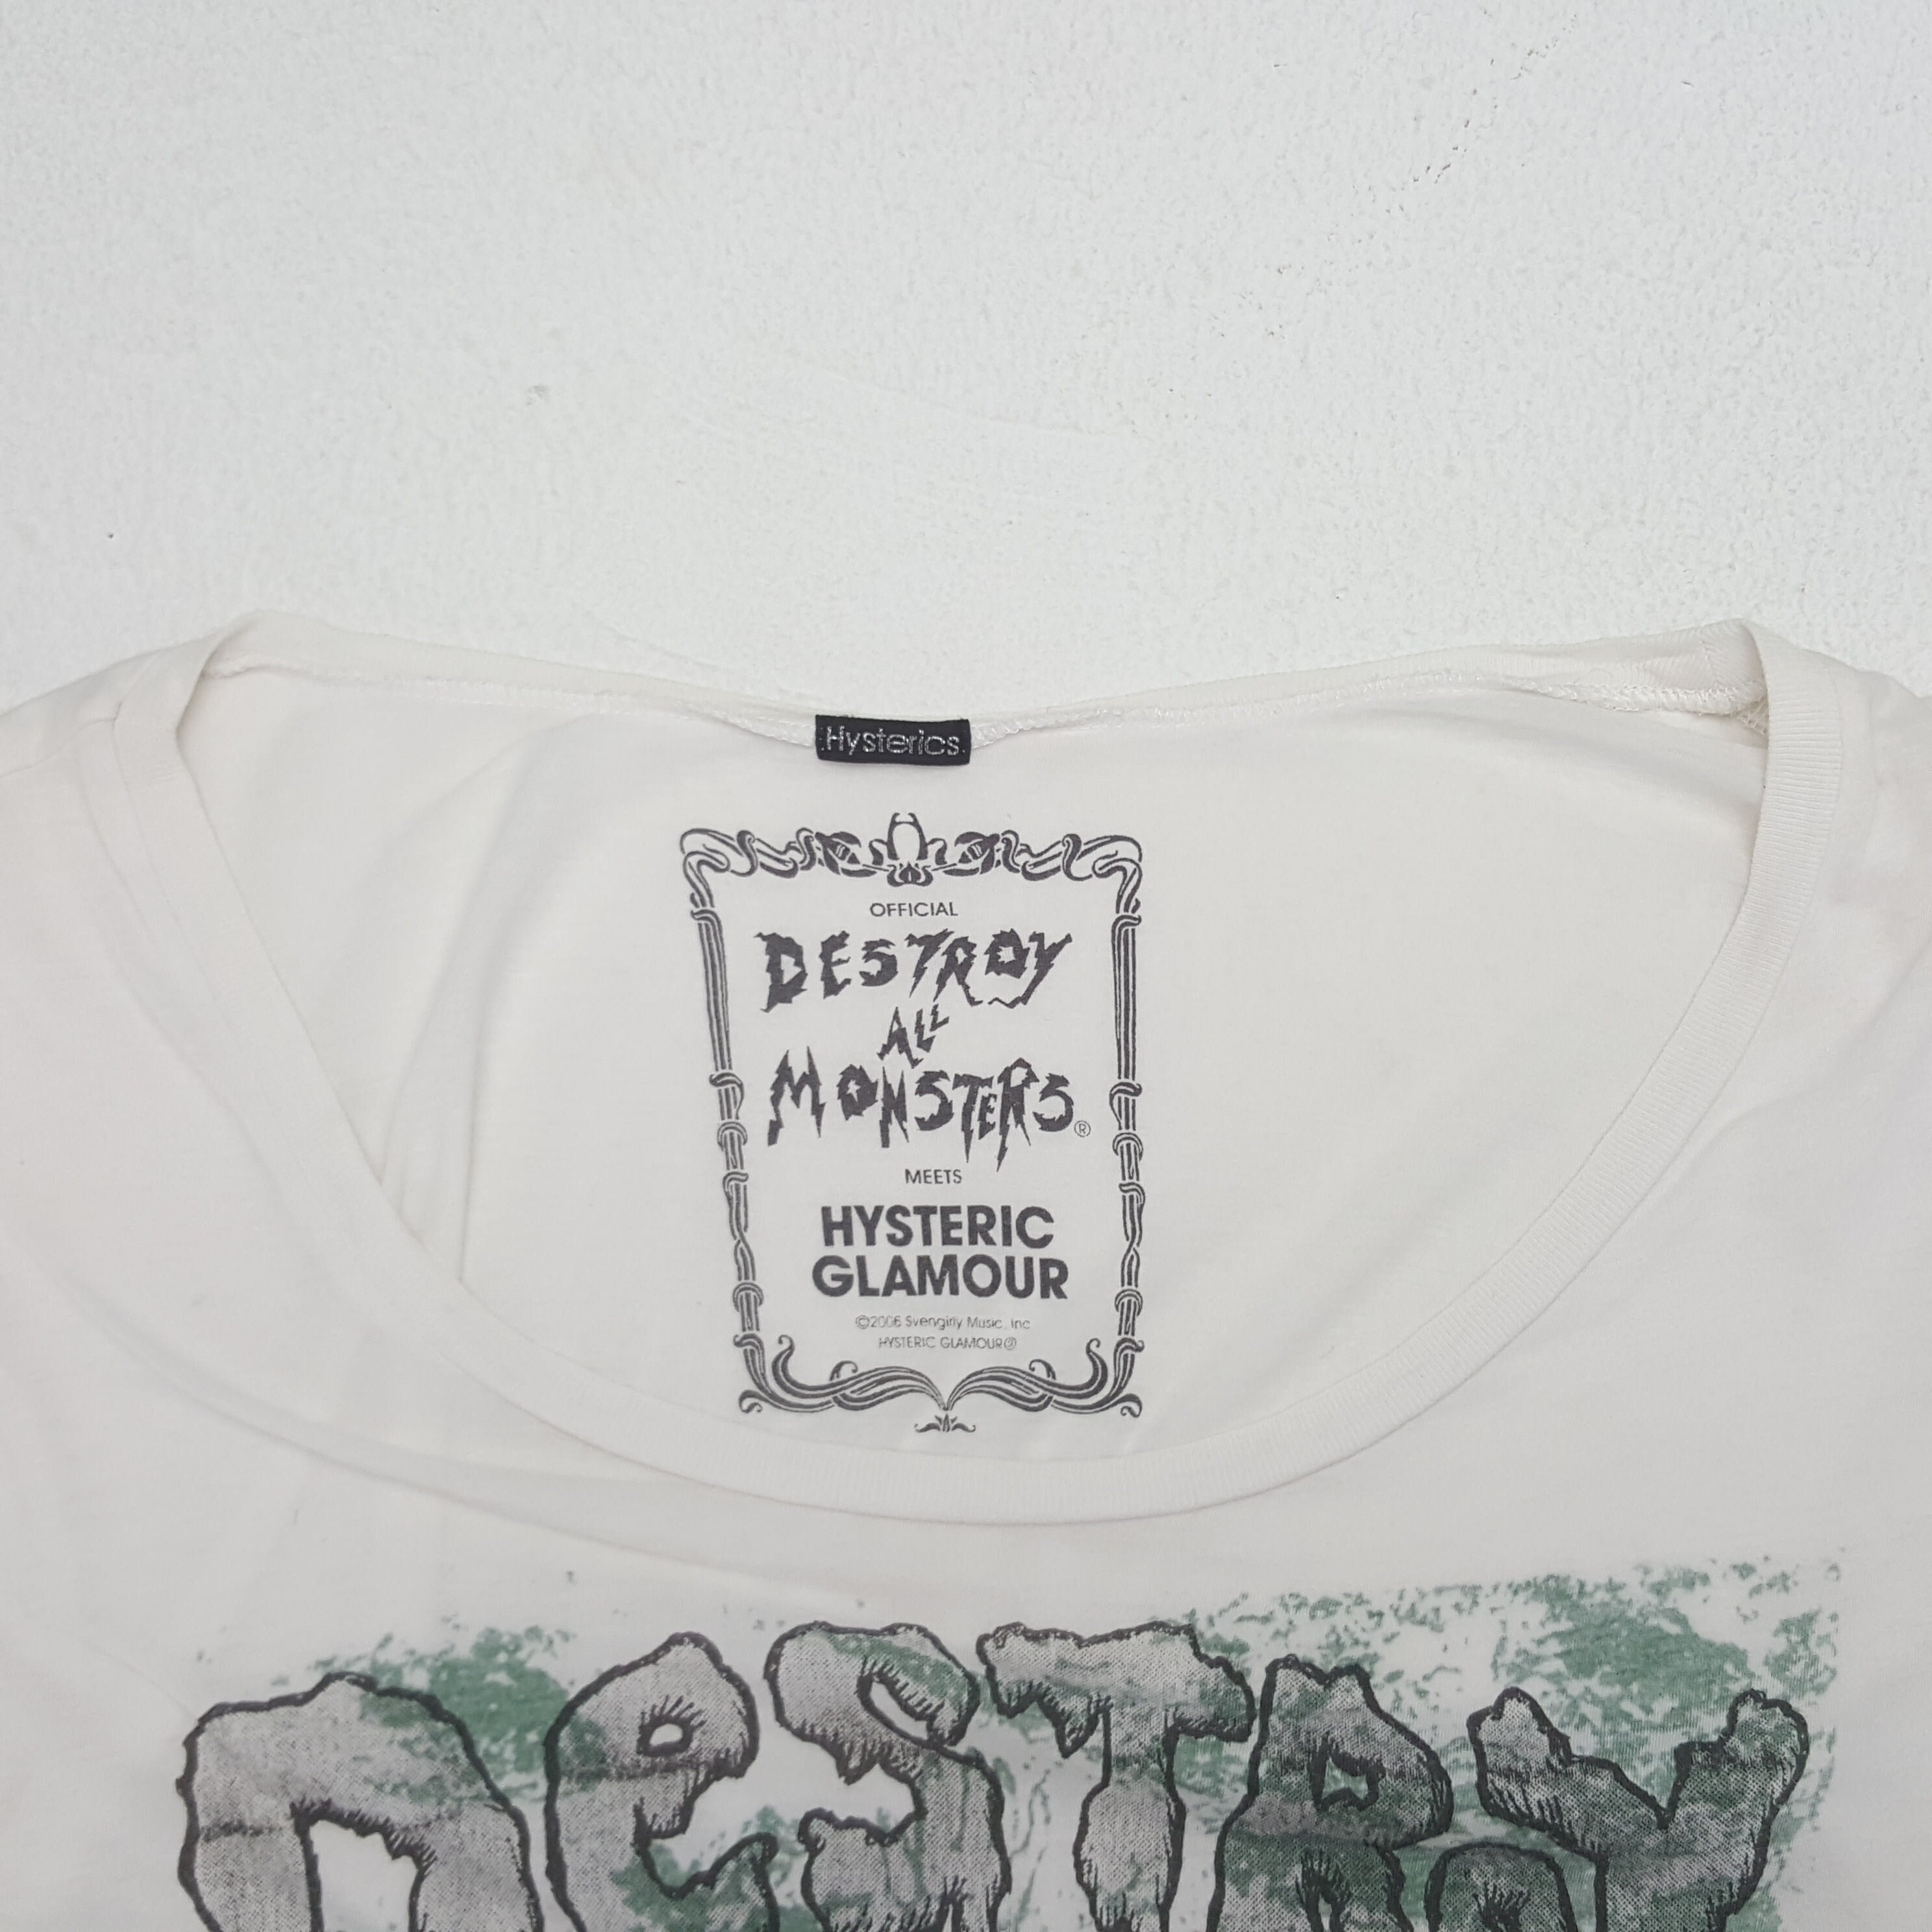 Hysterics
OFFICIAL
DESTROY
ALL
MONSTERS®
MEETS
HYSTERIC
GLAMOUR
©2006 Svengirly Music, Inc
HYSTERIC GLAMOUR®
DESTROY